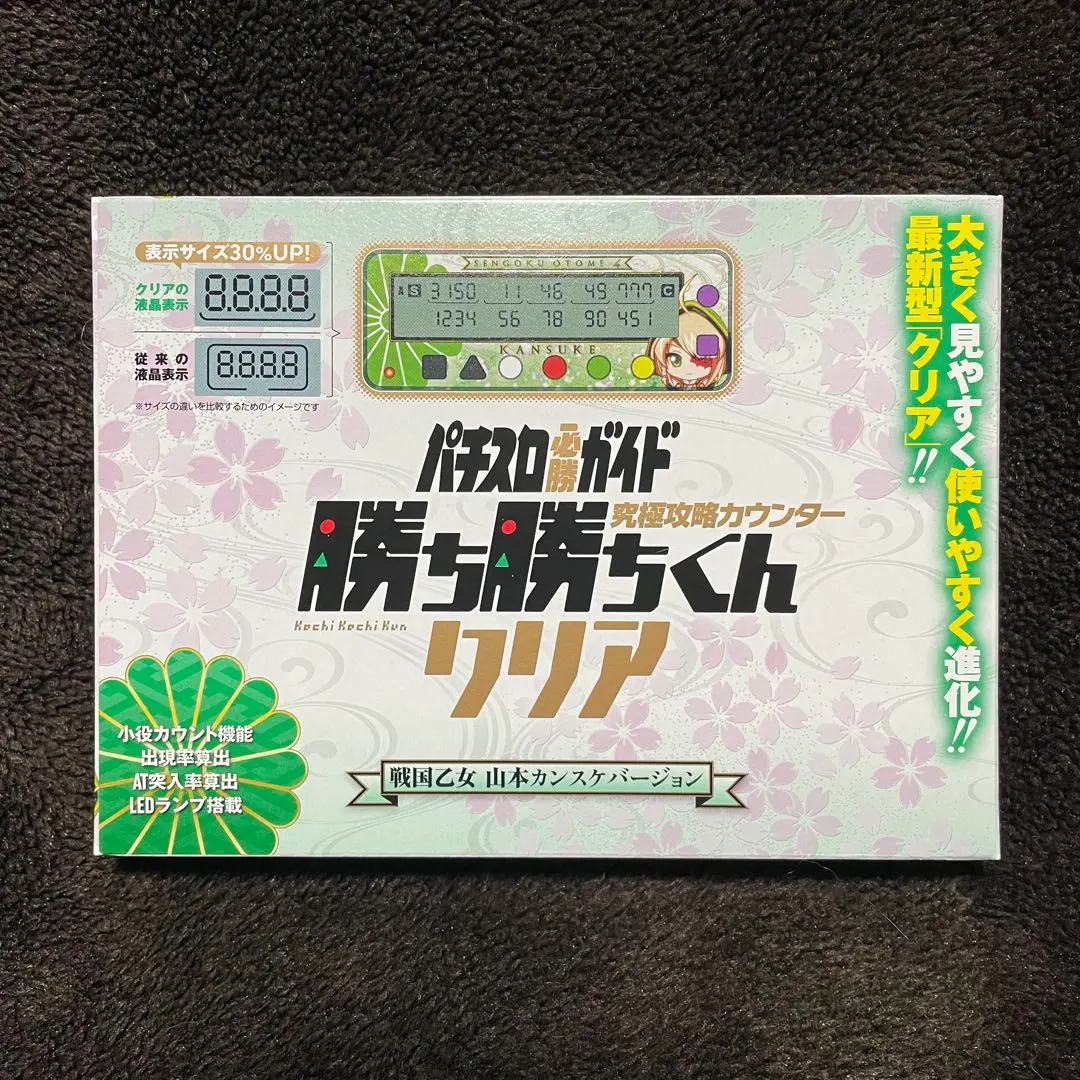 表示サイズ30%UP!
クリアの
液晶表示
8.8.8.8
従来の
液晶表示
8.8.8.8
※サイズの違いを比較するためのイメージです
SENGOKU OTOME
S 3150 11 46 49 777 C
1234 56 78 90 451
KANSUKE
大きく見やすく使いやすく進化!!
最新型「クリア」!!
パチスロ必勝ガイド
究極攻略カウンター
勝ち勝ちくん
Kachi Kachi Kun
クリア
小役カウント機能
出現率算出
AT突入率算出
LEDランプ搭載
戦国乙女 山本カンスケバージョン